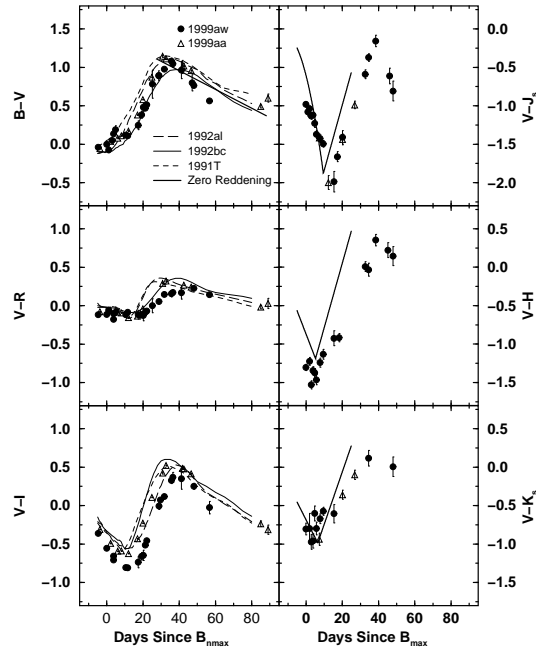 1999aw
1999aa
1992al
1992bc
1991T
Zero Reddening
B−V
1.5
1.0
0.5
0.0
−0.5
V−J_s
0.0
−0.5
−1.0
−1.5
−2.0
V−R
1.0
0.5
0.0
−0.5
−1.0
V−H
0.5
0.0
−0.5
−1.0
−1.5
V−I
1.0
0.5
0.0
−0.5
−1.0
V−K_s
0.5
0.0
−0.5
−1.0
−1.5
0 20 40 60 80
Days Since B_nmax
0 20 40 60 80
Days Since B_max